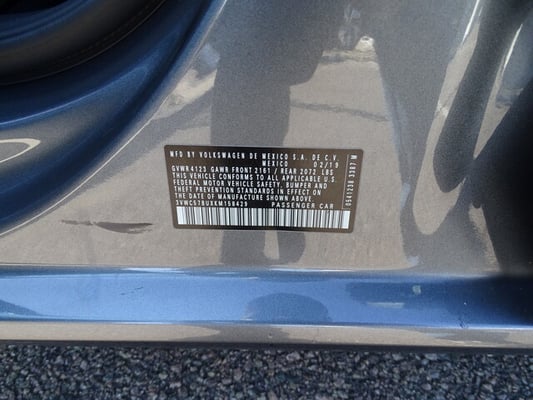 MFD BY VOLKSWAGEN DE MEXICO S.A. DE C.V.
MEXICO 02/19
GVWR 4123 GAWR FRONT 2161 / REAR 2072 LBS
THIS VEHICLE CONFORMS TO ALL APPLICABLE U.S.
FEDERAL MOTOR VEHICLE SAFETY, BUMPER AND
THEFT PREVENTION STANDARDS IN EFFECT ON
THE DATE OF MANUFACTURE SHOWN ABOVE
PASSENGER CAR